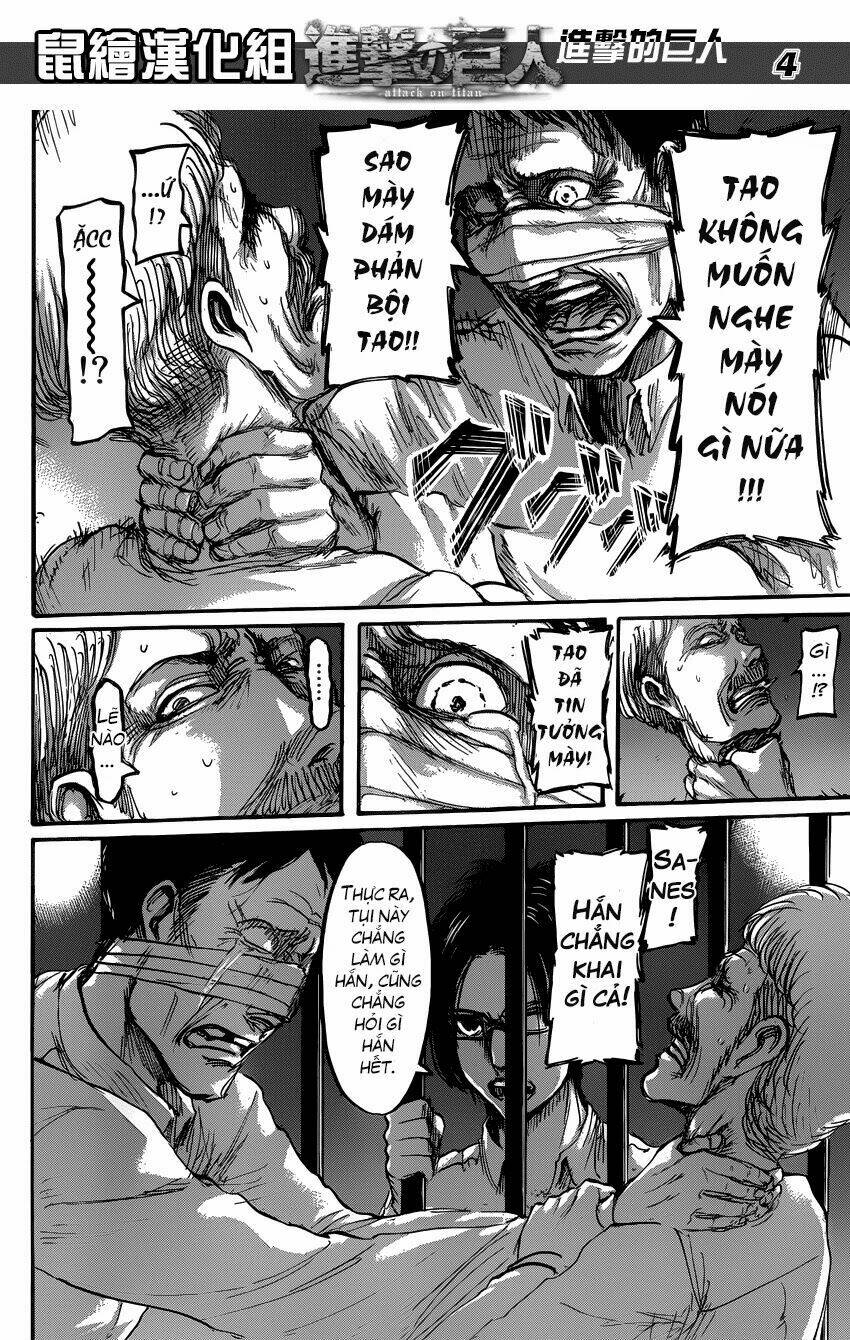 鼠繪漢化組
進撃の巨人
attack on titan
進擊的巨人
4
TAO
KHÔNG
MUỐN
NGHE
MÀY
NÓI
GÌ NỮA
!!!
SAO
MÀY
DÁM
PHẢN
BỘI
TAO!!
...Ứ
!?
ẶCC
!?
GÌ
...!?
TAO
ĐÃ
TIN
TƯỞNG
MÀY!
......
LẼ
NÀO
...
SA-
NES
!
HẮN
CHẲNG
KHAI
GÌ CẢ!
THỰC RA,
TỤI NÀY
CHẲNG
LÀM GÌ
HẮN, CŨNG
CHẲNG
HỎI GÌ
HẮN
HẾT.